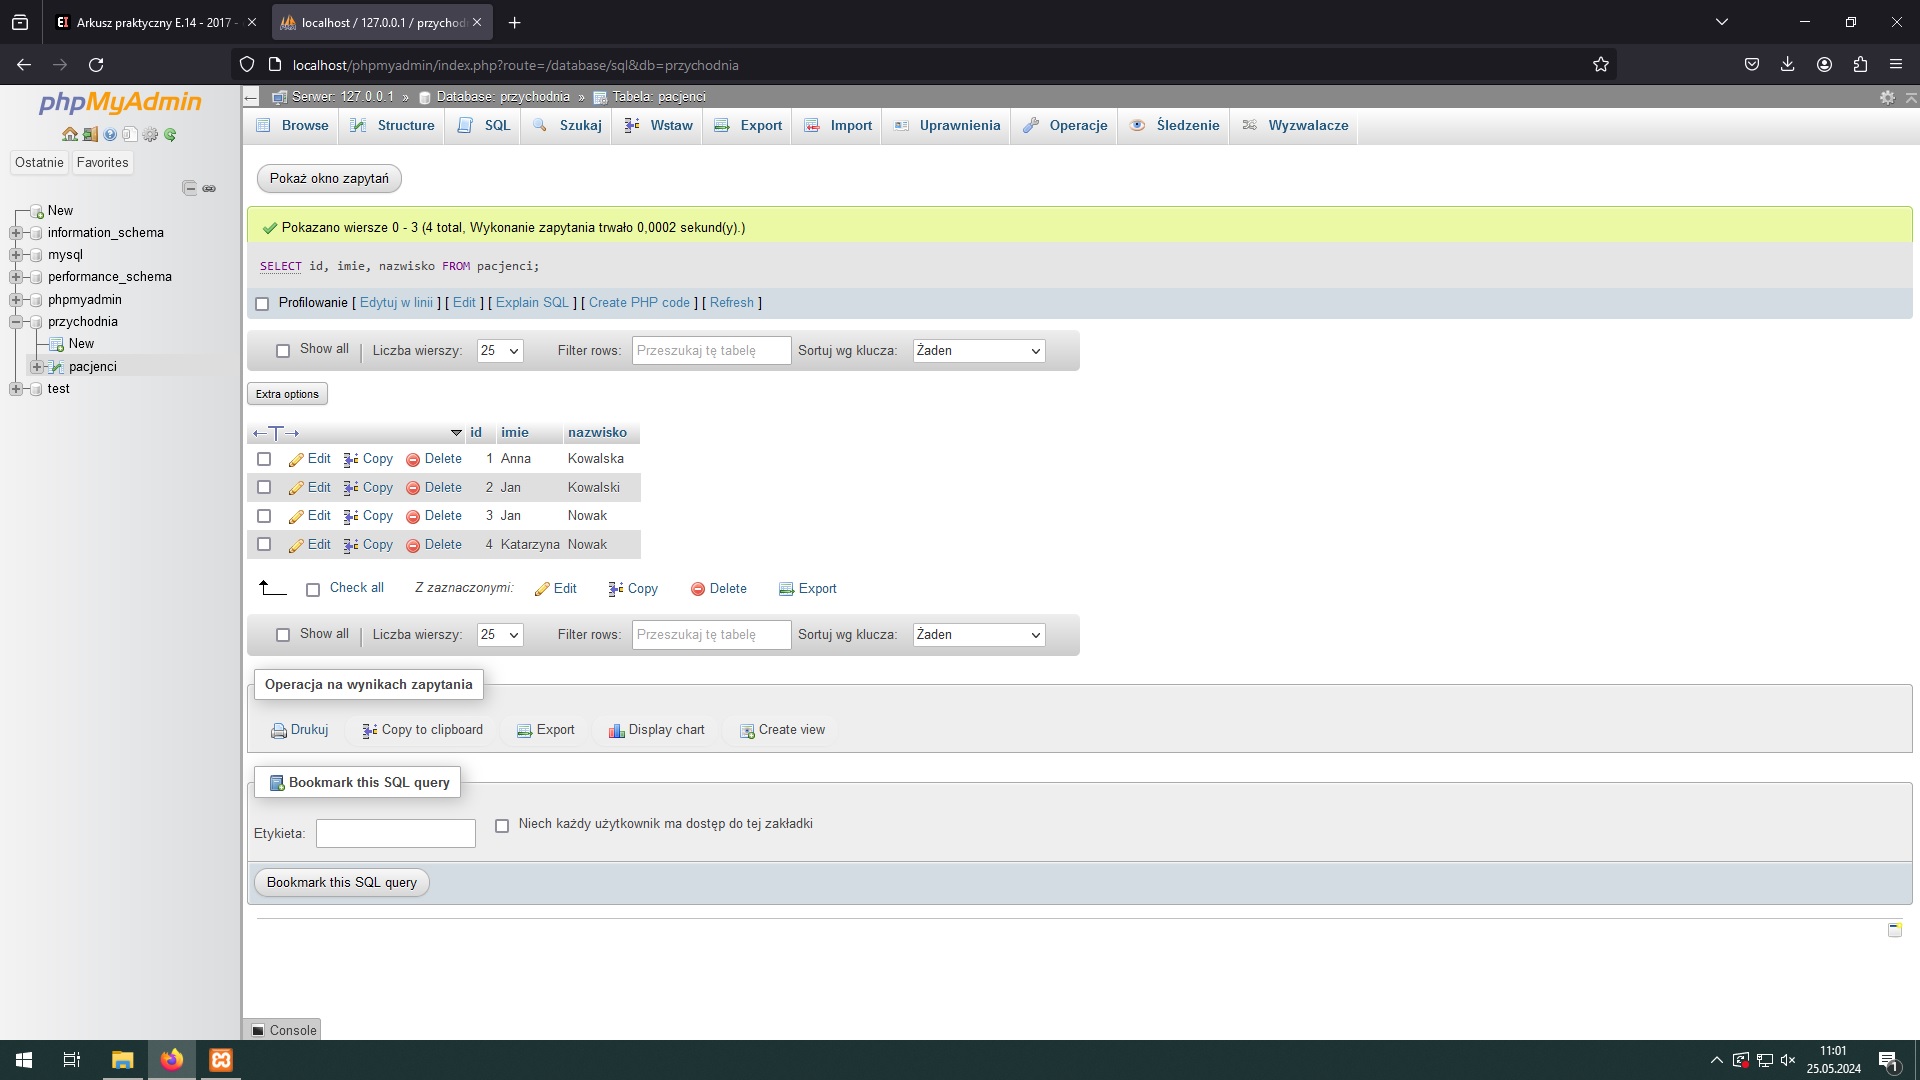 Arkusz praktyczny E.14 - 2017 -
localhost / 127.0.0.1 / przychod
localhost/phpmyadmin/index.php?route=/database/sql&db=przychodnia
phpMyAdmin
Ostatnie Favorites
New
information_schema
mysql
performance_schema
phpmyadmin
przychodnia
New
pacjenci
test
Serwer: 127.0.0.1 » Database: przychodnia » Tabela: pacjenci
Browse Structure SQL Szukaj Wstaw Export Import Uprawnienia Operacje Śledzenie Wyzwalacze
Pokaż okno zapytań
Pokazano wiersze 0 - 3 (4 total, Wykonanie zapytania trwało 0,0002 sekund(y).)
SELECT id, imie, nazwisko FROM pacjenci;
Profilowanie [ Edytuj w linii ] [ Edit ] [ Explain SQL ] [ Create PHP code ] [ Refresh ]
Show all Liczba wierszy: 25 Filter rows: Przeszukaj tę tabelę Sortuj wg klucza: Żaden
Extra options
←T→ id imie nazwisko
Edit Copy Delete 1 Anna Kowalska
Edit Copy Delete 2 Jan Kowalski
Edit Copy Delete 3 Jan Nowak
Edit Copy Delete 4 Katarzyna Nowak
Check all Z zaznaczonymi: Edit Copy Delete Export
Show all Liczba wierszy: 25 Filter rows: Przeszukaj tę tabelę Sortuj wg klucza: Żaden
Operacja na wynikach zapytania
Drukuj Copy to clipboard Export Display chart Create view
Bookmark this SQL query
Etykieta: Niech każdy użytkownik ma dostęp do tej zakładki
Bookmark this SQL query
Console
11:01
25.05.2024
1